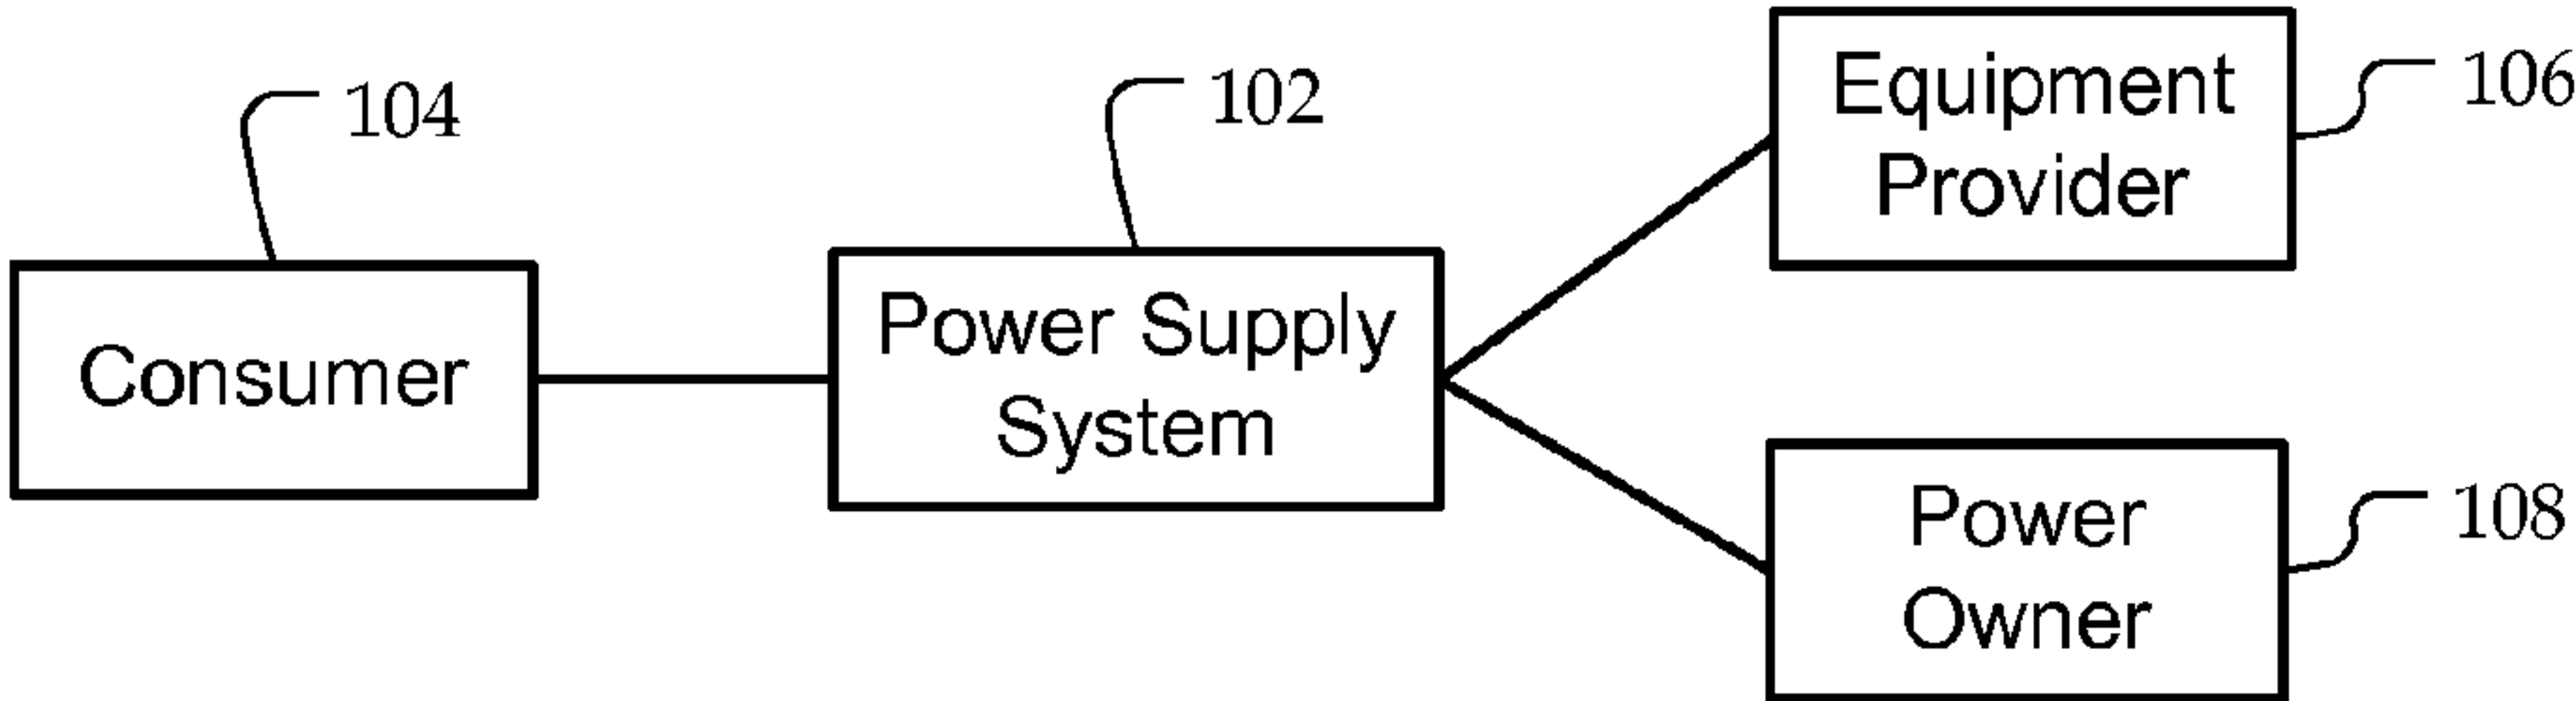 104
Consumer
102
Power Supply
System
Equipment
Provider
106
Power
Owner
108